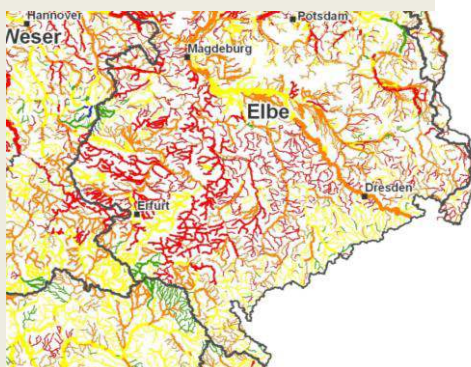 Hannover
Potsdam
Weser
Magdeburg
Elbe
Dresden
Erfurt